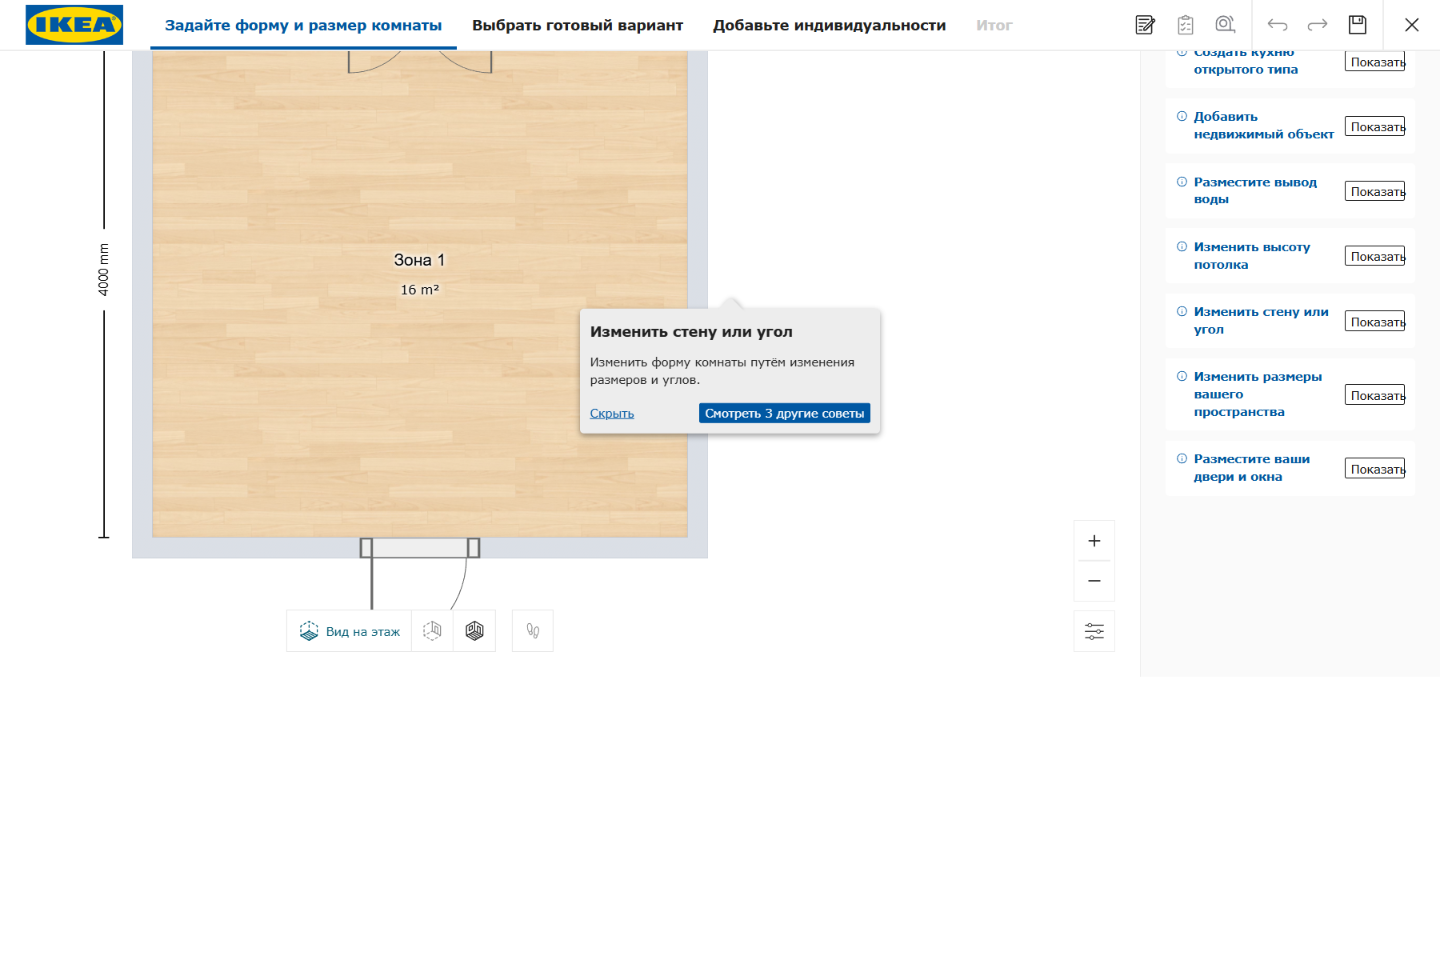 IKEA
Задайте форму и размер комнаты
Выбрать готовый вариант
Добавьте индивидуальности
Итог
Создать кухню
открытого типа
Показать
Добавить
недвижимый объект
Показать
Разместите вывод
воды
Показать
Изменить высоту
потолка
Показать
Изменить стену или
угол
Показать
Изменить размеры
вашего
пространства
Показать
Разместите ваши
двери и окна
Показать
4000 mm
Зона 1
16 m²
Изменить стену или угол
Изменить форму комнаты путём изменения
размеров и углов.
Скрыть
Смотреть 3 другие советы
Вид на этаж